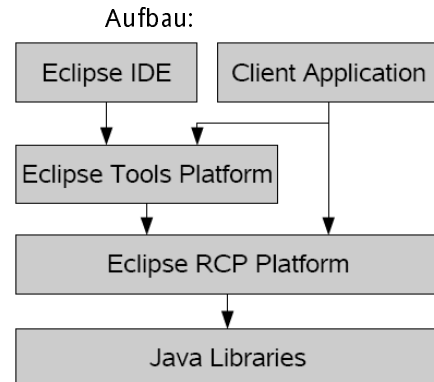 Aufbau:
Eclipse IDE
Client Application
Eclipse Tools Platform
Eclipse RCP Platform
Java Libraries